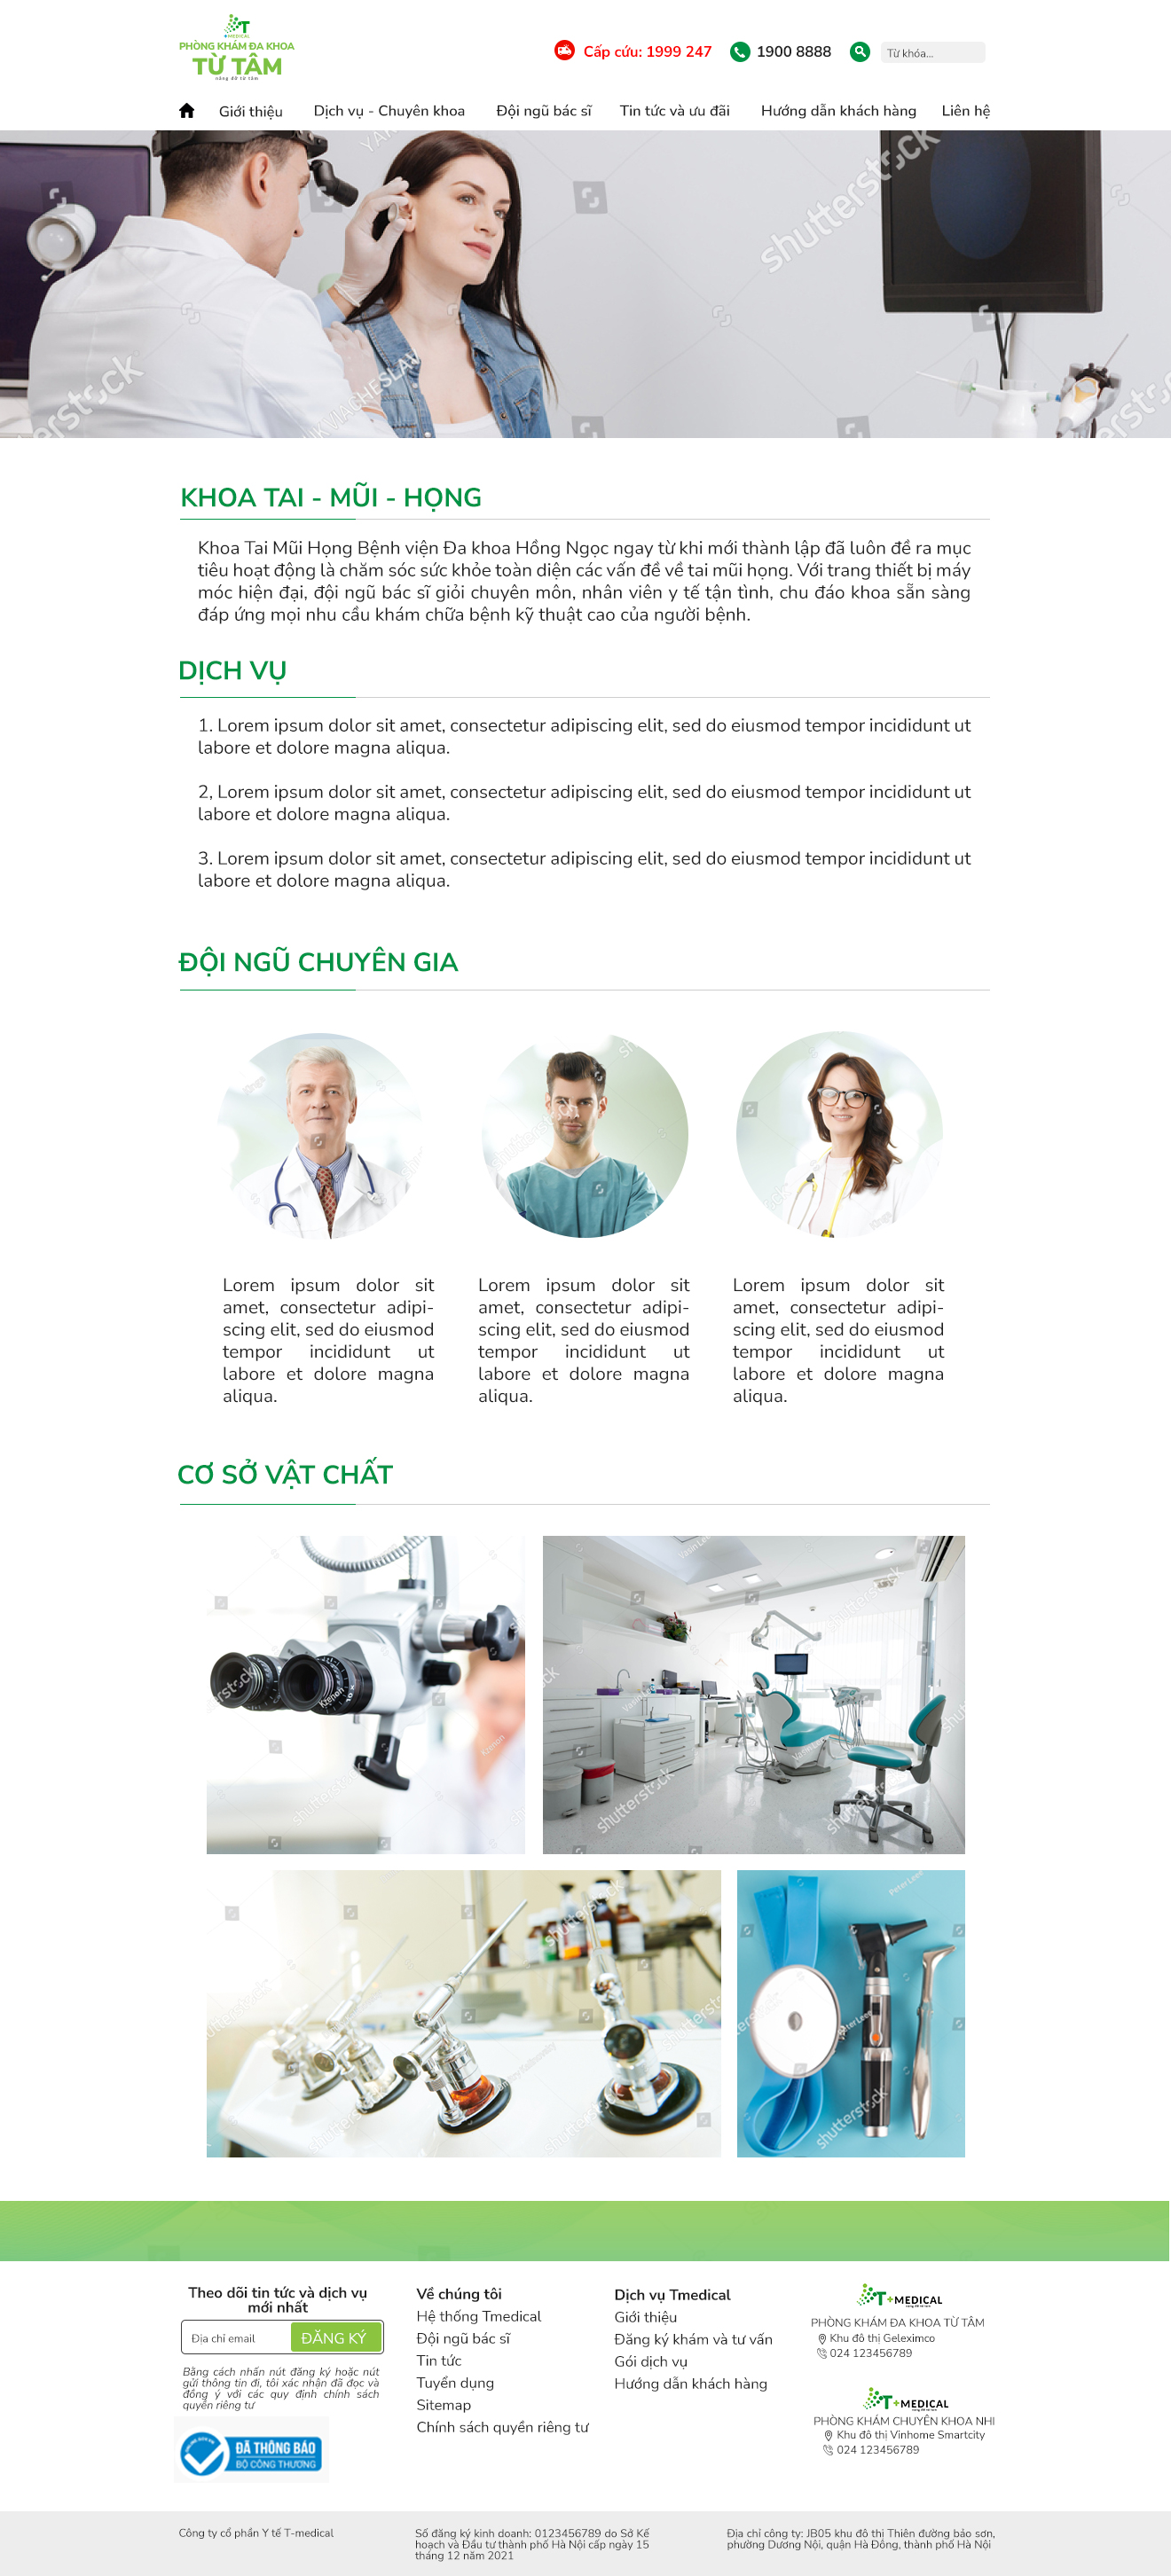 T
MEDICAL
PHÒNG KHÁM ĐA KHOA
TỪ TÂM
nâng đỡ từ tâm
Cấp cứu: 1999 247
1900 8888
Từ khóa...
Giới thiệu
Dịch vụ - Chuyên khoa
Đội ngũ bác sĩ
Tin tức và ưu đãi
Hướng dẫn khách hàng
Liên hệ
shutterstock
KHOA TAI - MŨI - HỌNG
Khoa Tai Mũi Họng Bệnh viện Đa khoa Hồng Ngọc ngay từ khi mới thành lập đã luôn đề ra mục
tiêu hoạt động là chăm sóc sức khỏe toàn diện các vấn đề về tai mũi họng. Với trang thiết bị máy
móc hiện đại, đội ngũ bác sĩ giỏi chuyên môn, nhân viên y tế tận tình, chu đáo khoa sẵn sàng
đáp ứng mọi nhu cầu khám chữa bệnh kỹ thuật cao của người bệnh.
DỊCH VỤ
1. Lorem ipsum dolor sit amet, consectetur adipiscing elit, sed do eiusmod tempor incididunt ut
labore et dolore magna aliqua.
2, Lorem ipsum dolor sit amet, consectetur adipiscing elit, sed do eiusmod tempor incididunt ut
labore et dolore magna aliqua.
3. Lorem ipsum dolor sit amet, consectetur adipiscing elit, sed do eiusmod tempor incididunt ut
labore et dolore magna aliqua.
ĐỘI NGŨ CHUYÊN GIA
Lorem ipsum dolor sit
amet, consectetur adipi-
scing elit, sed do eiusmod
tempor incididunt ut
labore et dolore magna
aliqua.
Lorem ipsum dolor sit
amet, consectetur adipi-
scing elit, sed do eiusmod
tempor incididunt ut
labore et dolore magna
aliqua.
Lorem ipsum dolor sit
amet, consectetur adipi-
scing elit, sed do eiusmod
tempor incididunt ut
labore et dolore magna
aliqua.
CƠ SỞ VẬT CHẤT
shutterstock
shutterstock
shutterstock
shutterstock
Theo dõi tin tức và dịch vụ
mới nhất
Địa chỉ email
ĐĂNG KÝ
Bằng cách nhấn nút đăng ký hoặc nút
gửi thông tin đi, tôi xác nhận đã đọc và
đồng ý với các quy định chính sách
quyền riêng tư
ĐÃ THÔNG BÁO
BỘ CÔNG THƯƠNG
Về chúng tôi
Hệ thống Tmedical
Đội ngũ bác sĩ
Tin tức
Tuyển dụng
Sitemap
Chính sách quyền riêng tư
Dịch vụ Tmedical
Giới thiệu
Đăng ký khám và tư vấn
Gói dịch vụ
Hướng dẫn khách hàng
T+MEDICAL
PHÒNG KHÁM ĐA KHOA TỪ TÂM
Khu đô thị Geleximco
024 123456789
T+MEDICAL
PHÒNG KHÁM CHUYÊN KHOA NHI
Khu đô thị Vinhome Smartcity
024 123456789
Công ty cổ phần Y tế T-medical
Số đăng ký kinh doanh: 0123456789 do Sở Kế
hoạch và Đầu tư thành phố Hà Nội cấp ngày 15
tháng 12 năm 2021
Địa chỉ công ty: JB05 khu đô thị Thiên đường bảo sơn,
phường Dương Nội, quận Hà Đông, thành phố Hà Nội